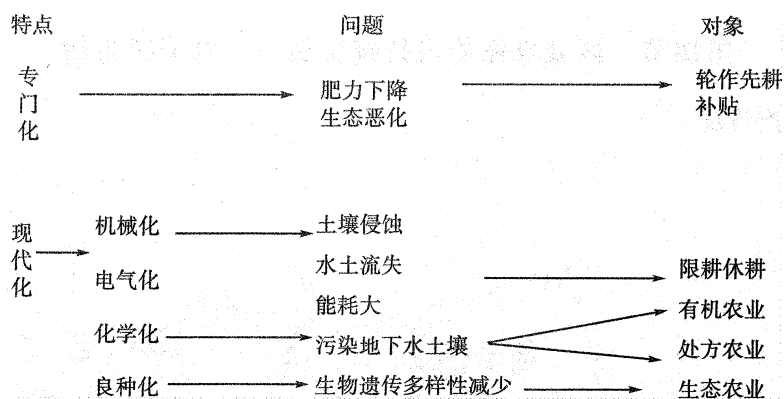 特点 问题 对象
专门化 肥力下降 轮作先耕
生态恶化 补贴
现代化 机械化 土壤侵蚀
水土流失 限耕休耕
电气化
能耗大 有机农业
化学化 污染地下水土壤 处方农业
良种化 生物遗传多样性减少 生态农业